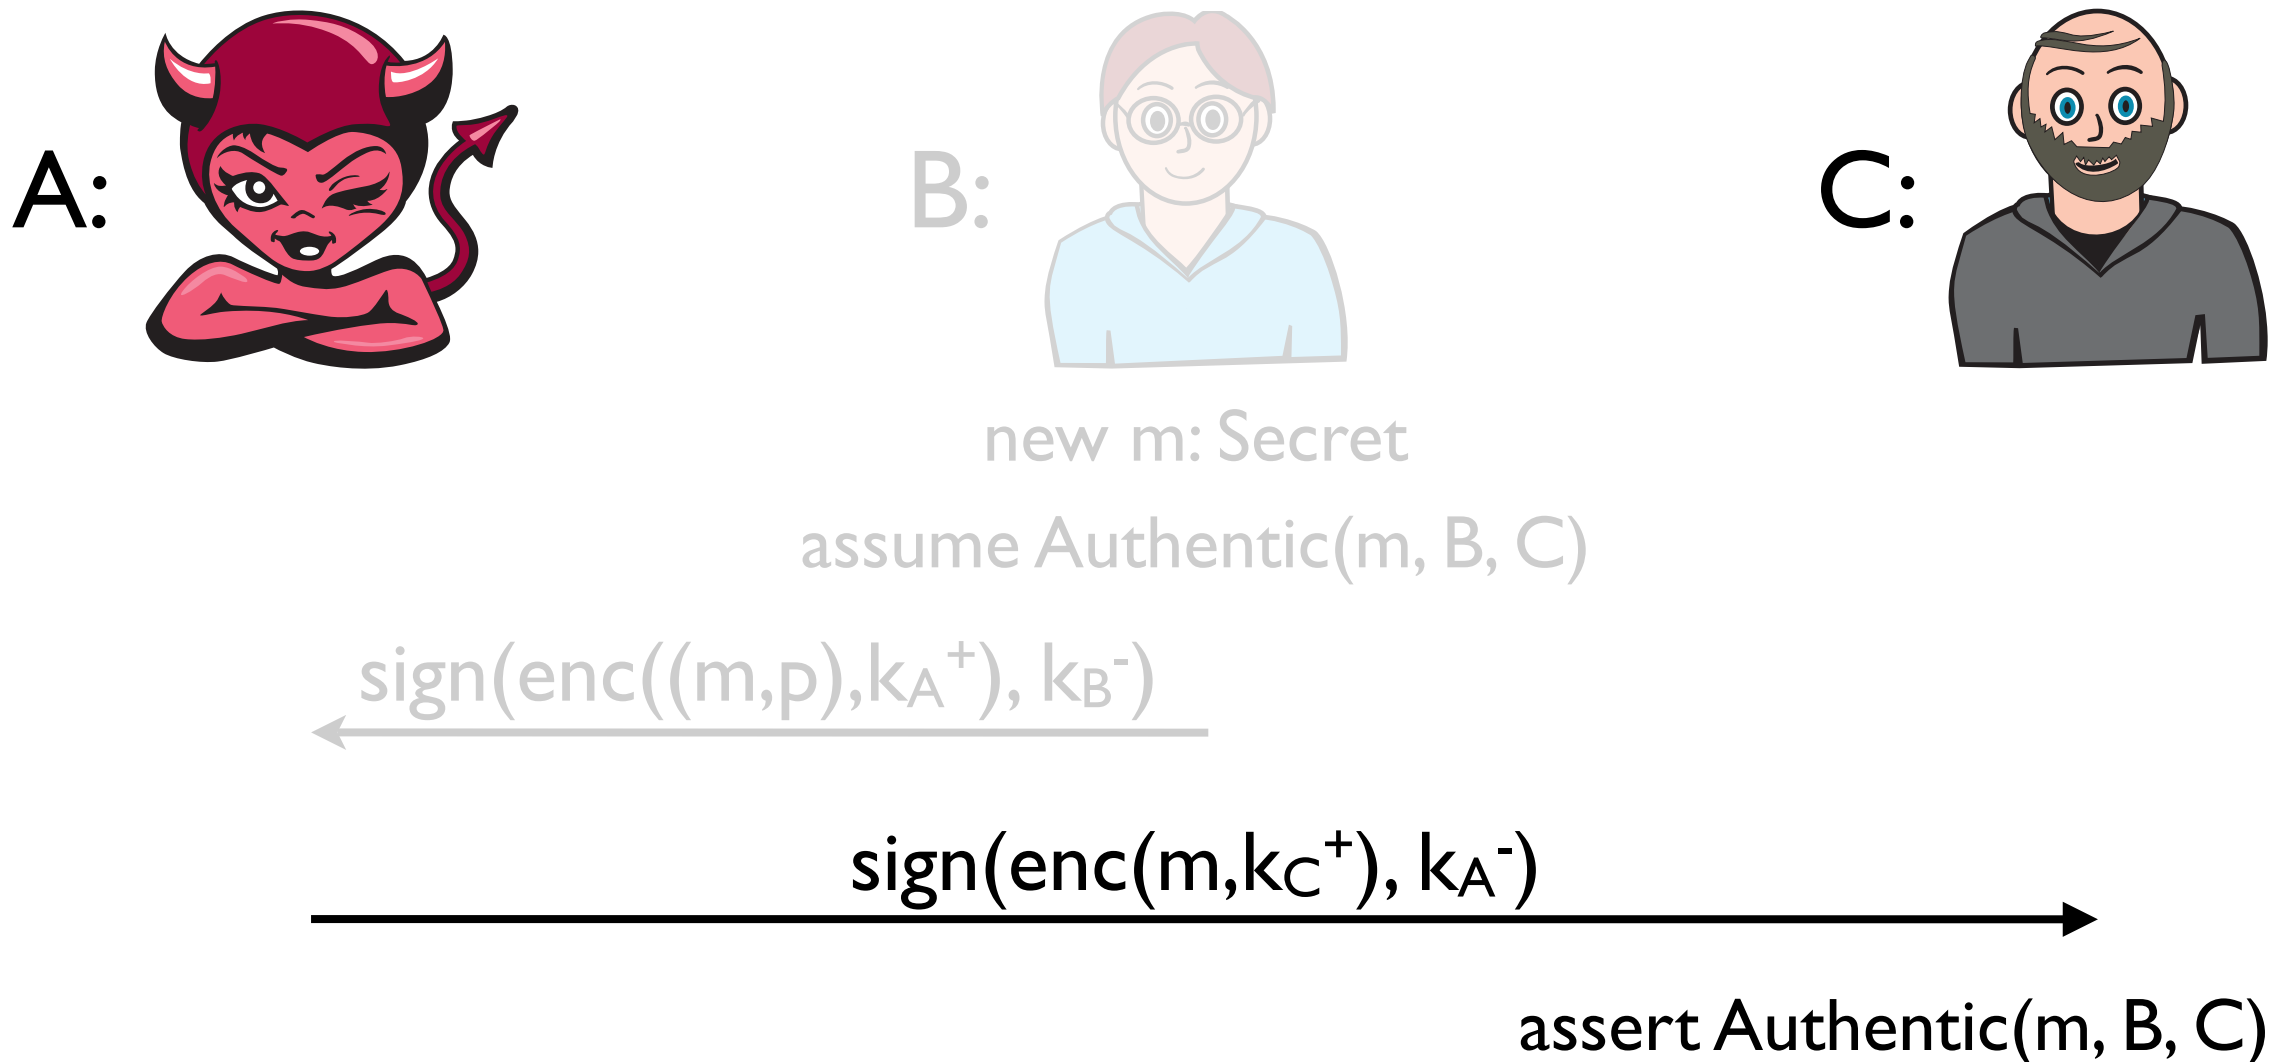 A:
B:
C:
new m: Secret
assume Authentic(m, B, C)
sign(enc((m,p),kA+), kB-)
sign(enc(m,kC+), kA-)
assert Authentic(m, B, C)